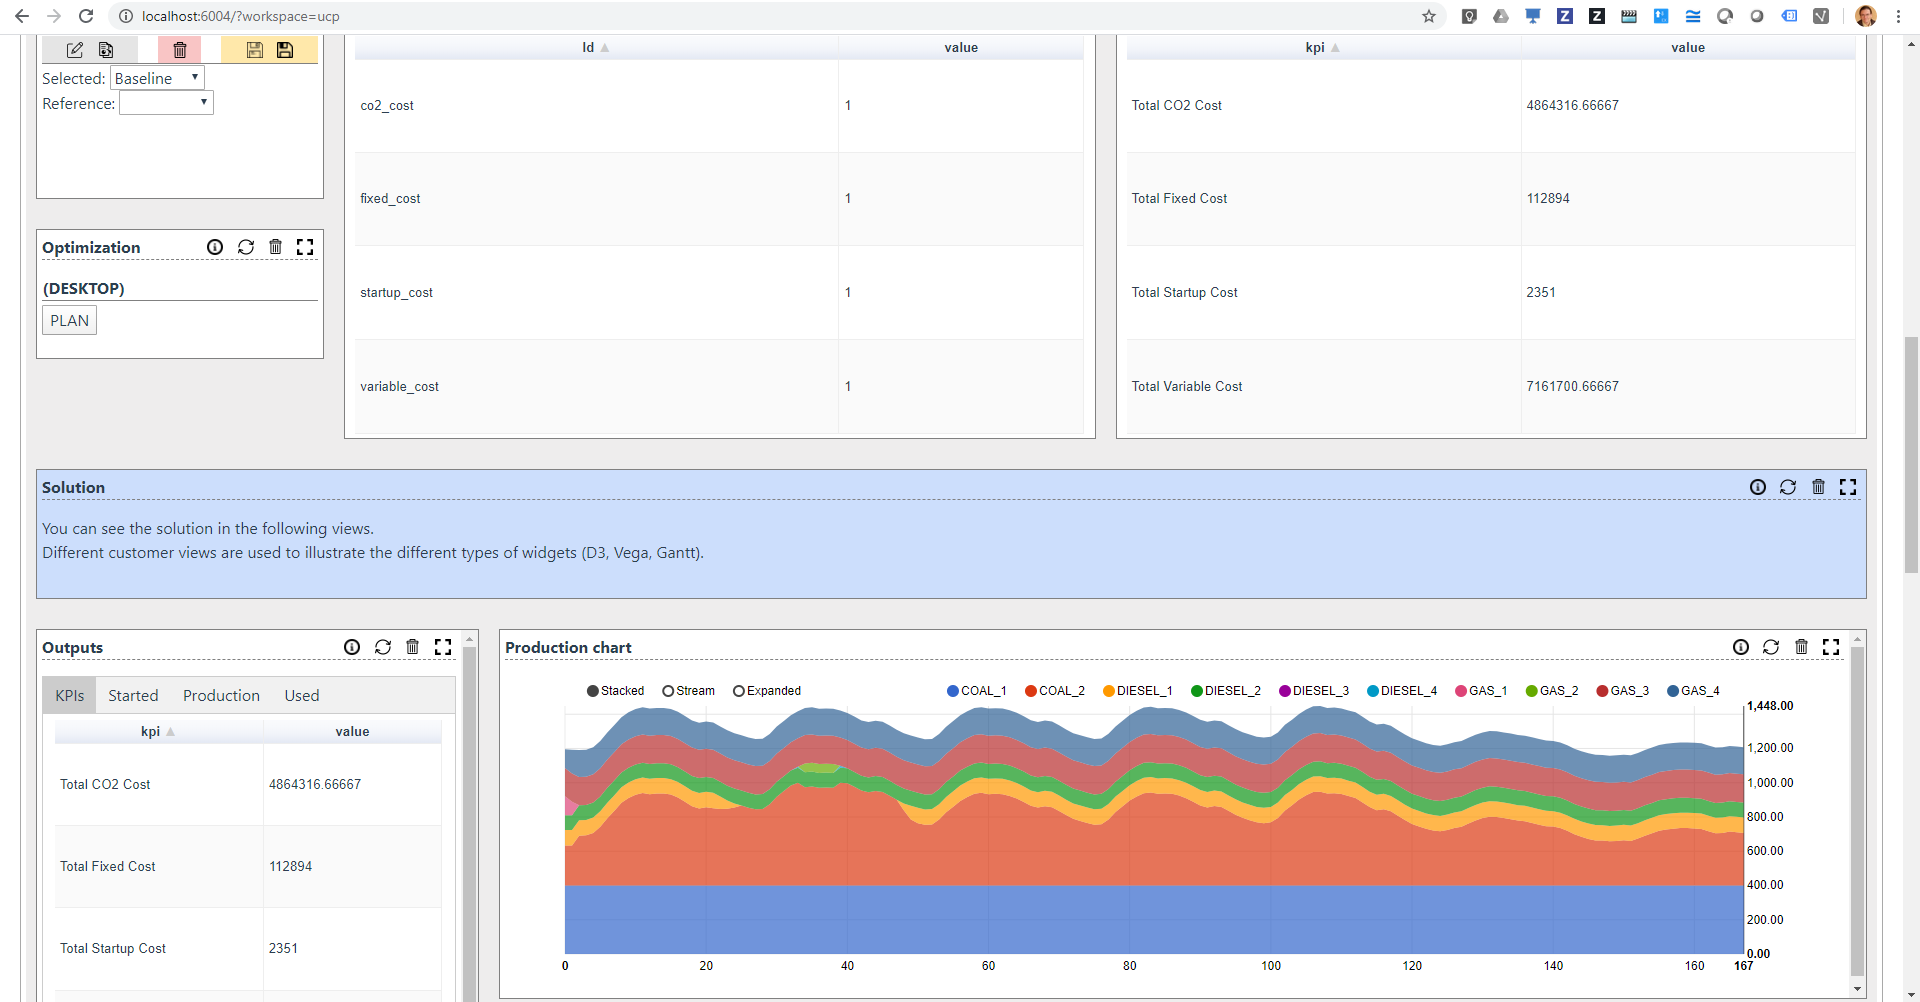 localhost:6004/?workspace=ucp
Selected: Baseline
Reference:
Optimization
(DESKTOP)
PLAN
Id value
co2_cost 1
fixed_cost 1
startup_cost 1
variable_cost 1
kpi value
Total CO2 Cost 4864316.66667
Total Fixed Cost 112894
Total Startup Cost 2351
Total Variable Cost 7161700.66667
Solution
You can see the solution in the following views.
Different customer views are used to illustrate the different types of widgets (D3, Vega, Gantt).
Outputs
KPIs Started Production Used
kpi value
Total CO2 Cost 4864316.66667
Total Fixed Cost 112894
Total Startup Cost 2351
Production chart
Stacked Stream Expanded COAL_1 COAL_2 DIESEL_1 DIESEL_2 DIESEL_3 DIESEL_4 GAS_1 GAS_2 GAS_3 GAS_4
1,448.00
1,200.00
1,000.00
800.00
600.00
400.00
200.00
0.00
0 20 40 60 80 100 120 140 160 167